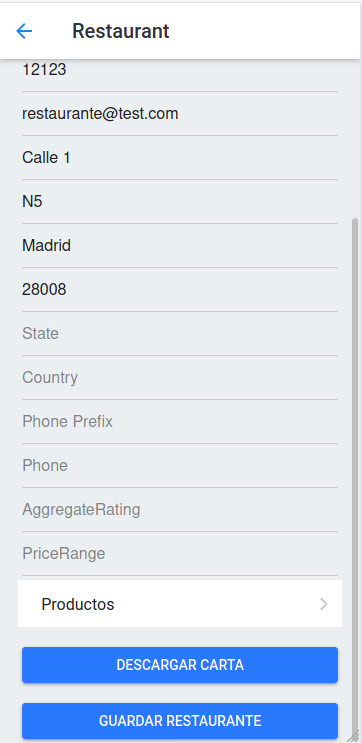 Restaurant
12123
restaurante@test.com
Calle 1
N5
Madrid
28008
State
Country
Phone Prefix
Phone
AggregateRating
PriceRange
Productos
DESCARGAR CARTA
GUARDAR RESTAURANTE